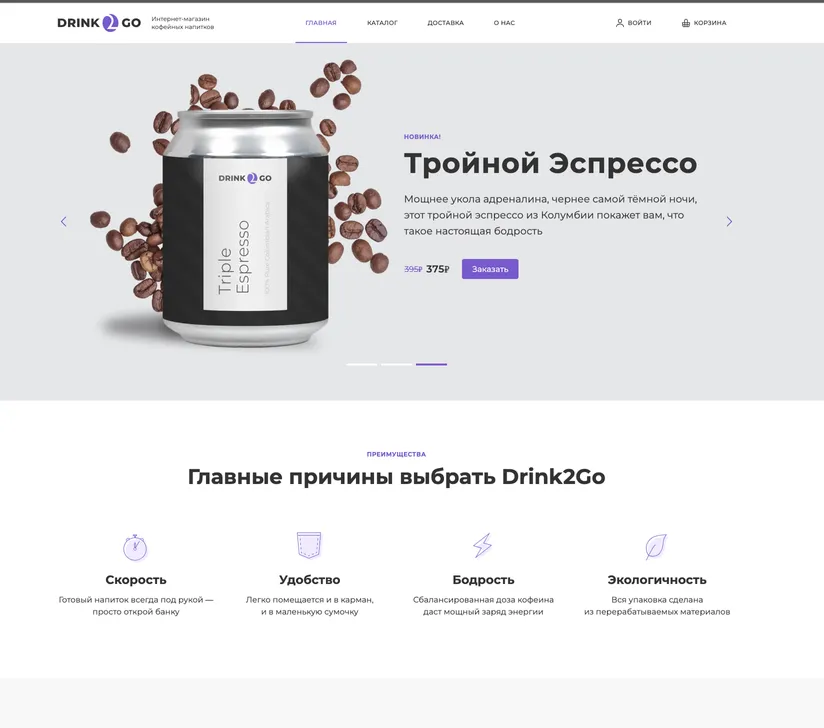 DRINK2GO
Интернет-магазин
кофейных напитков
ГЛАВНАЯ
КАТАЛОГ
ДОСТАВКА
О НАС
ВОЙТИ
КОРЗИНА
НОВИНКА!
Тройной Эспрессо
Мощнее укола адреналина, чернее самой тёмной ночи,
этот тройной эспрессо из Колумбии покажет вам, что
такое настоящая бодрость
395₽ 375₽
Заказать
DRINK2GO
Triple
Espresso
ПРЕИМУЩЕСТВА
Главные причины выбрать Drink2Go
Скорость
Готовый напиток всегда под рукой —
просто открой банку
Удобство
Легко помещается и в карман,
и в маленькую сумочку
Бодрость
Сбалансированная доза кофеина
даст мощный заряд энергии
Экологичность
Вся упаковка сделана
из перерабатываемых материалов